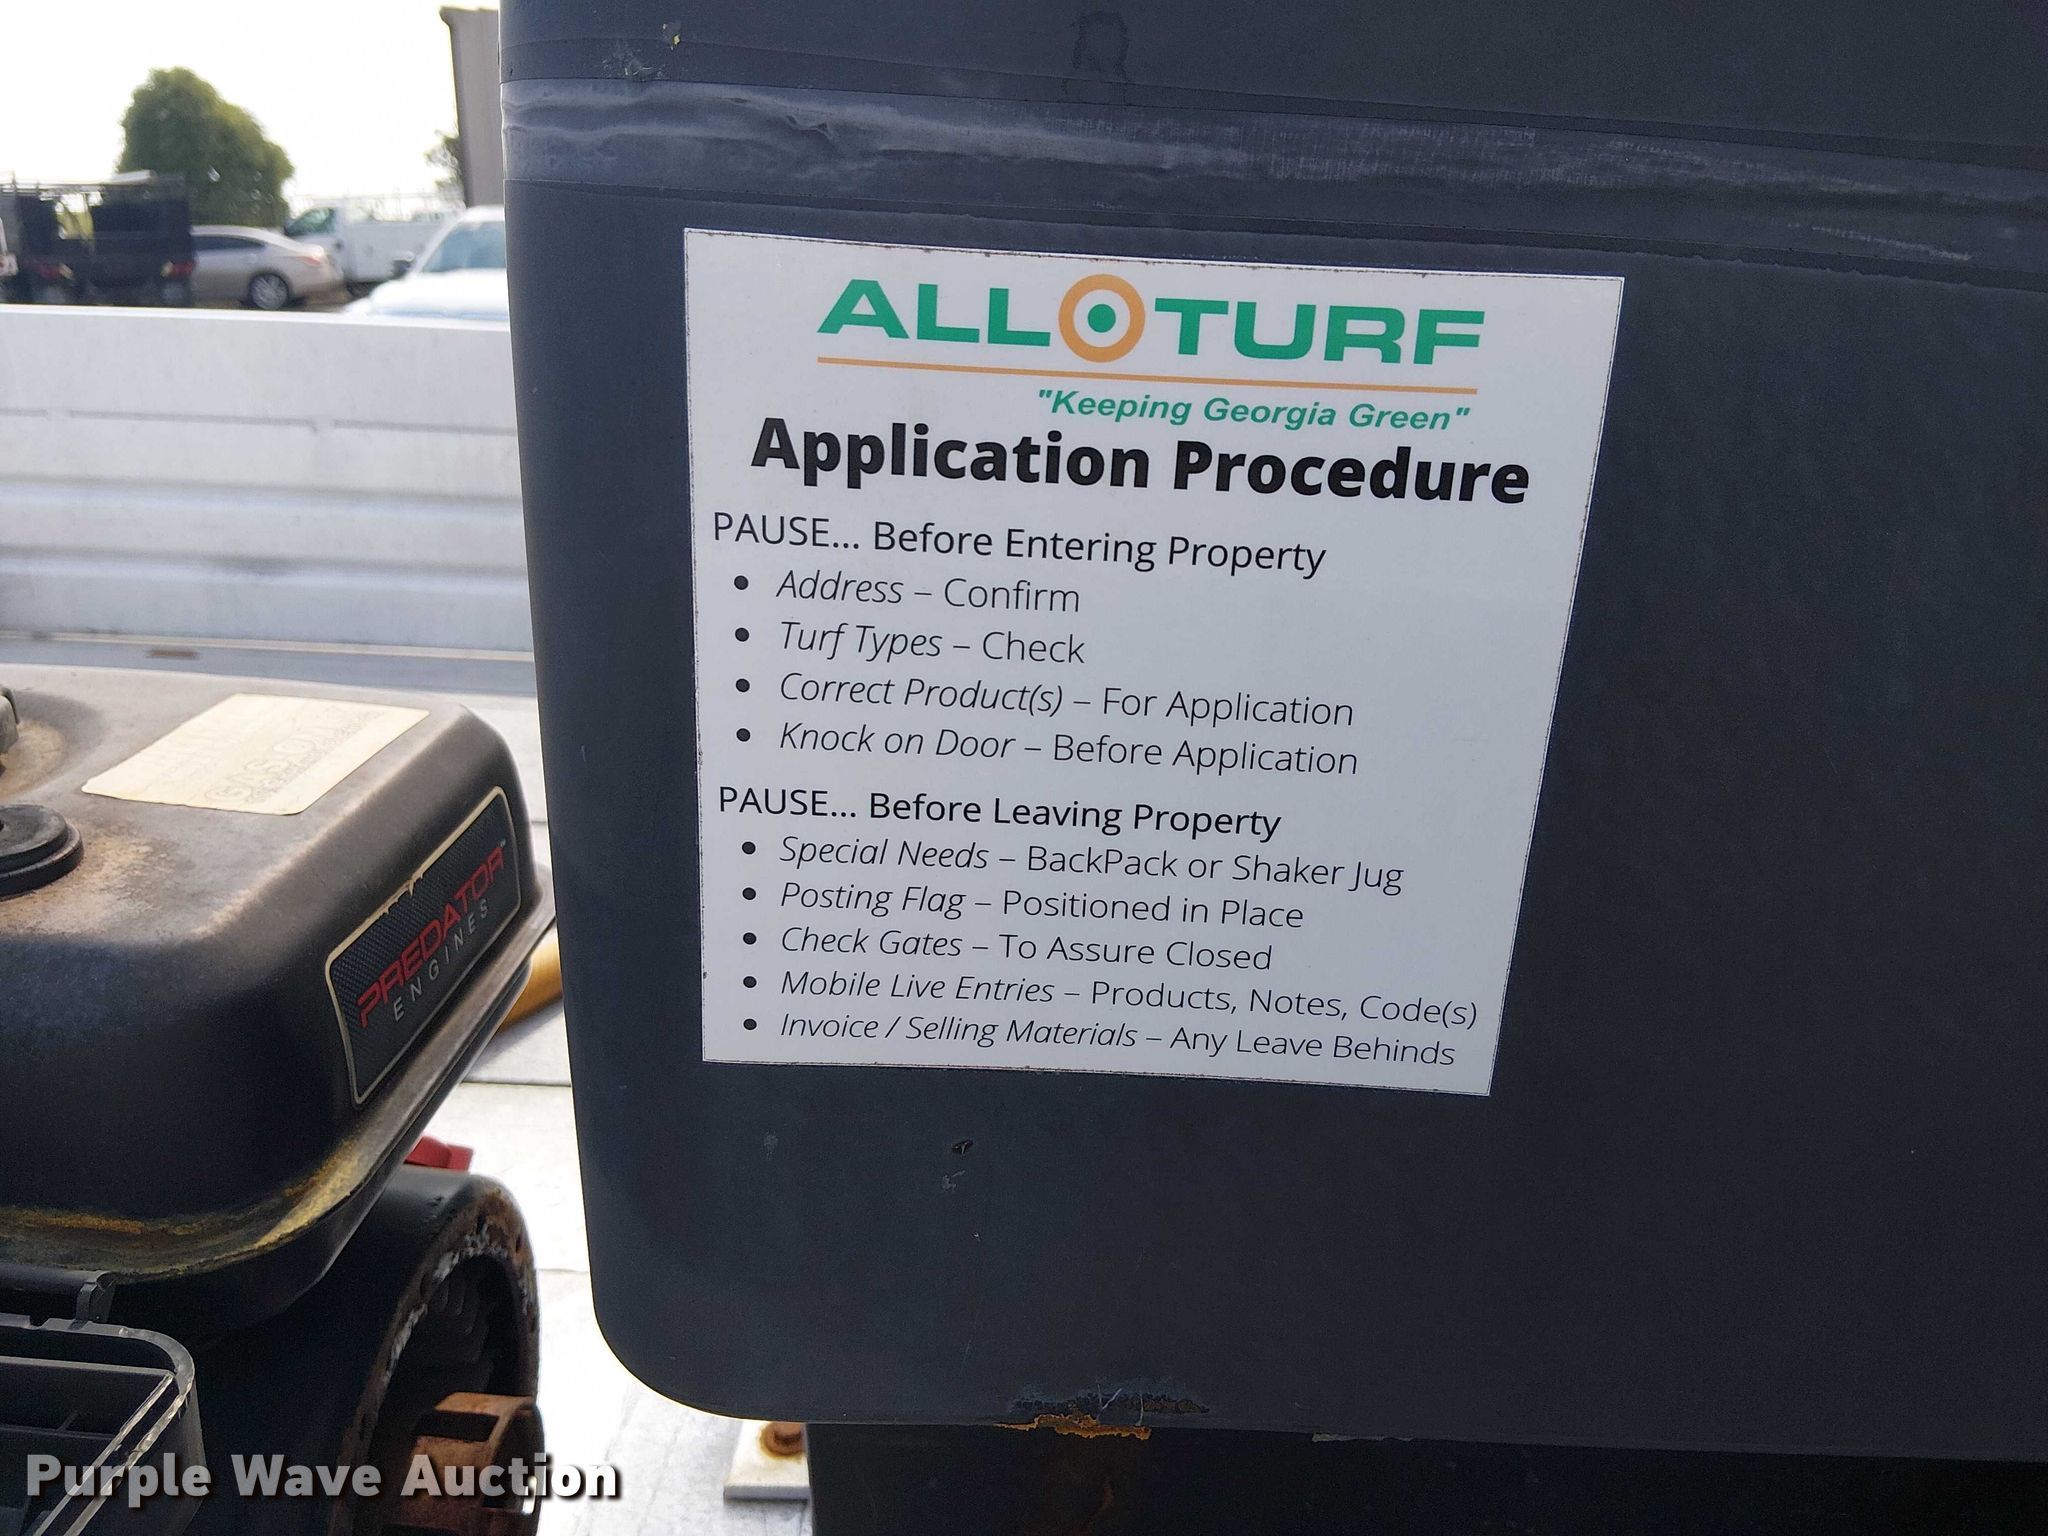 ALL TURF
"Keeping Georgia Green"
Application Procedure
PAUSE... Before Entering Property
• Address – Confirm
• Turf Types – Check
• Correct Product(s) – For Application
• Knock on Door – Before Application
PAUSE... Before Leaving Property
• Special Needs – BackPack or Shaker Jug
• Posting Flag – Positioned in Place
• Check Gates – To Assure Closed
• Mobile Live Entries – Products, Notes, Code(s)
• Invoice / Selling Materials – Any Leave Behinds
PREDATOR™
ENGINES
Purple Wave Auction